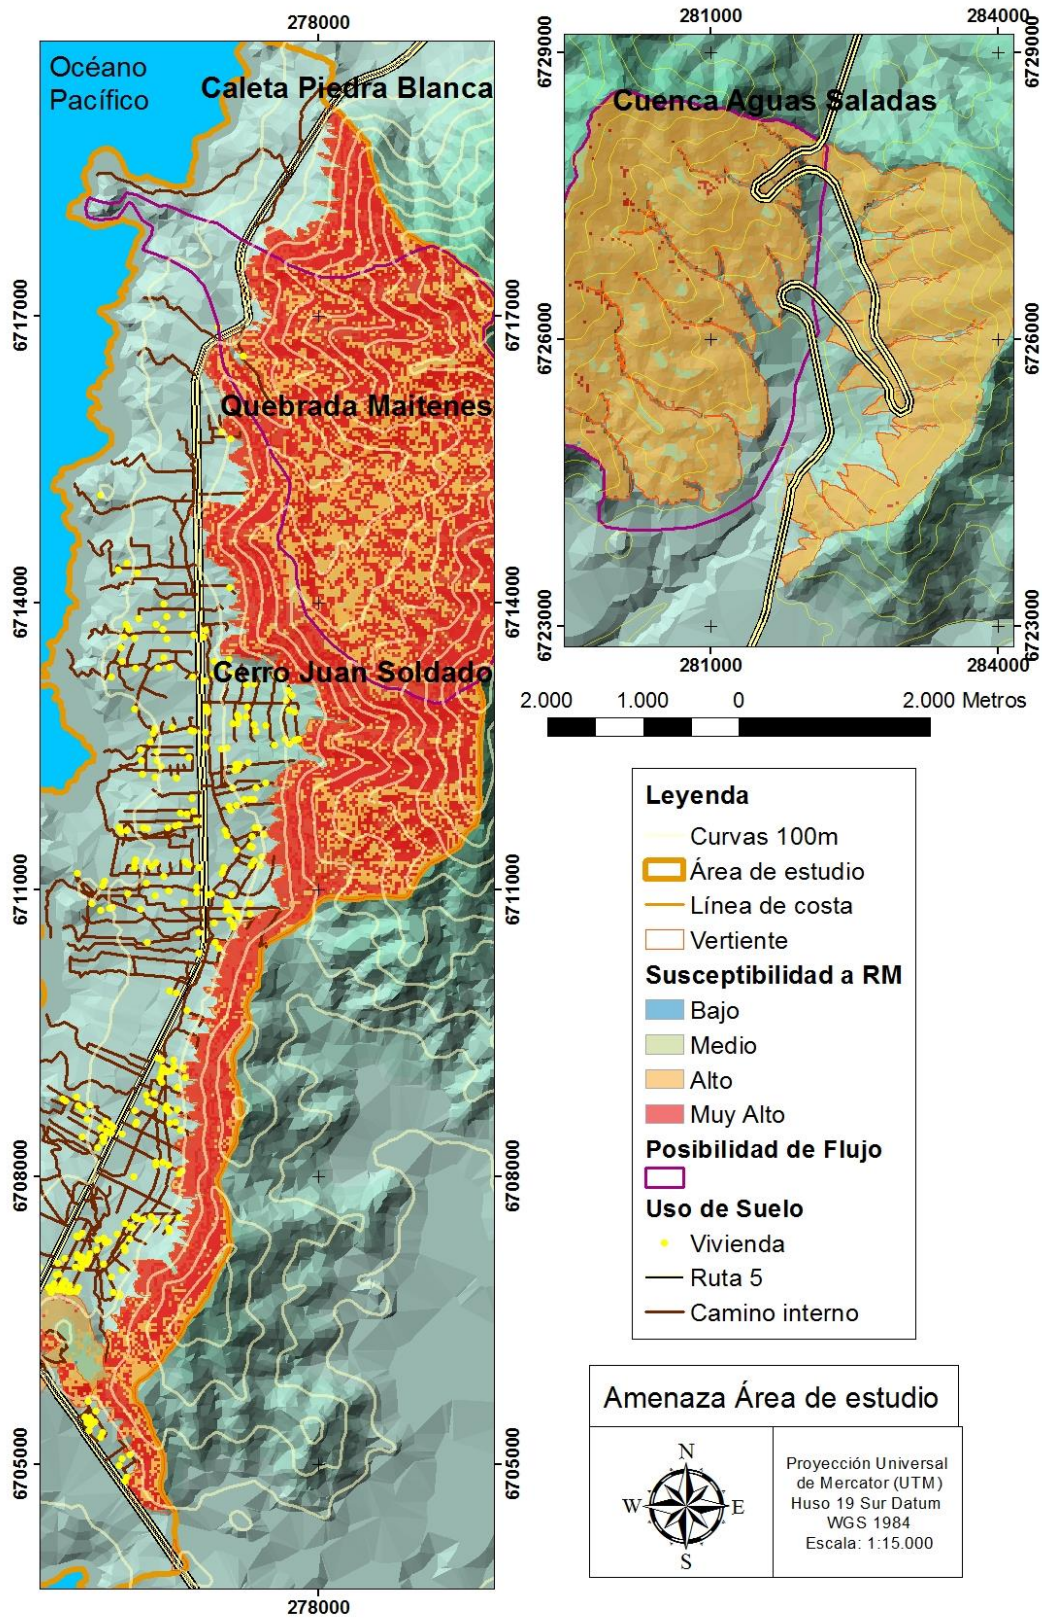 278000
Océano
Pacífico
Caleta Piedra Blanca
6717000
6717000
Quebrada Maitenes
6714000
6714000
Cerro Juan Soldado
6711000
6711000
6708000
6708000
6705000
6705000
278000
281000
284000
6729000
6729000
Cuenca Aguas Saladas
6726000
6726000
6723000
6723000
281000
284000
2.000
1.000
0
2.000 Metros
Leyenda
Curvas 100m
Área de estudio
Línea de costa
Vertiente
Susceptibilidad a RM
Bajo
Medio
Alto
Muy Alto
Posibilidad de Flujo
Uso de Suelo
Vivienda
Ruta 5
Camino interno
Amenaza Área de estudio
N
W
E
S
Proyección Universal
de Mercator (UTM)
Huso 19 Sur Datum
WGS 1984
Escala: 1:15.000